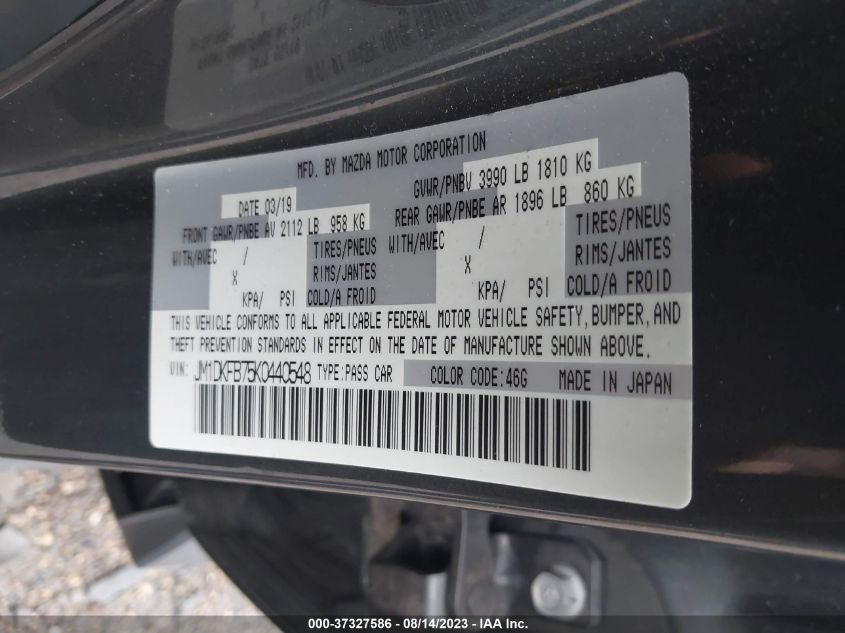 MFD. BY MAZDA MOTOR CORPORATION
DATE 03/19 GVWR/PNBV 3990 LB 1810 KG
FRONT GAWR/PNBE AV 2112 LB 958 KG REAR GAWR/PNBE AR 1896 LB 860 KG
WITH/AVEC / TIRES/PNEUS WITH/AVEC / TIRES/PNEUS
X RIMS/JANTES X RIMS/JANTES
KPA/ PSI COLD/A FROID KPA/ PSI COLD/A FROID
THIS VEHICLE CONFORMS TO ALL APPLICABLE FEDERAL MOTOR VEHICLE SAFETY, BUMPER, AND
THEFT PREVENTION STANDARDS IN EFFECT ON THE DATE OF MANUFACTURE SHOWN ABOVE.
VIN: JM1DKFB75K0440548 TYPE:PASS CAR COLOR CODE:46G MADE IN JAPAN
000-37327586 - 08/14/2023 - Copyright IAA, Inc.